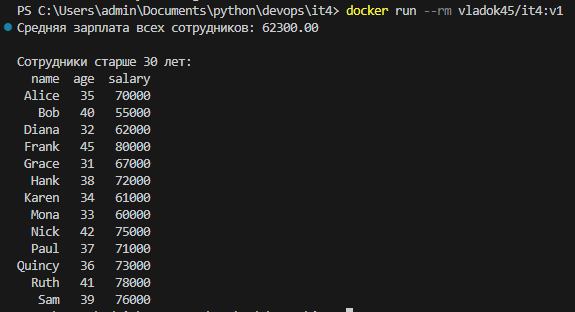 PS C:\Users\admin\Documents\python\devops\it4> docker run --rm vladok45/it4:v1
Средняя зарплата всех сотрудников: 62300.00
Сотрудники старше 30 лет:
name age salary
Alice 35 70000
Bob 40 55000
Diana 32 62000
Frank 45 80000
Grace 31 67000
Hank 38 72000
Karen 34 61000
Mona 33 60000
Nick 42 75000
Paul 37 71000
Quincy 36 73000
Ruth 41 78000
Sam 39 76000